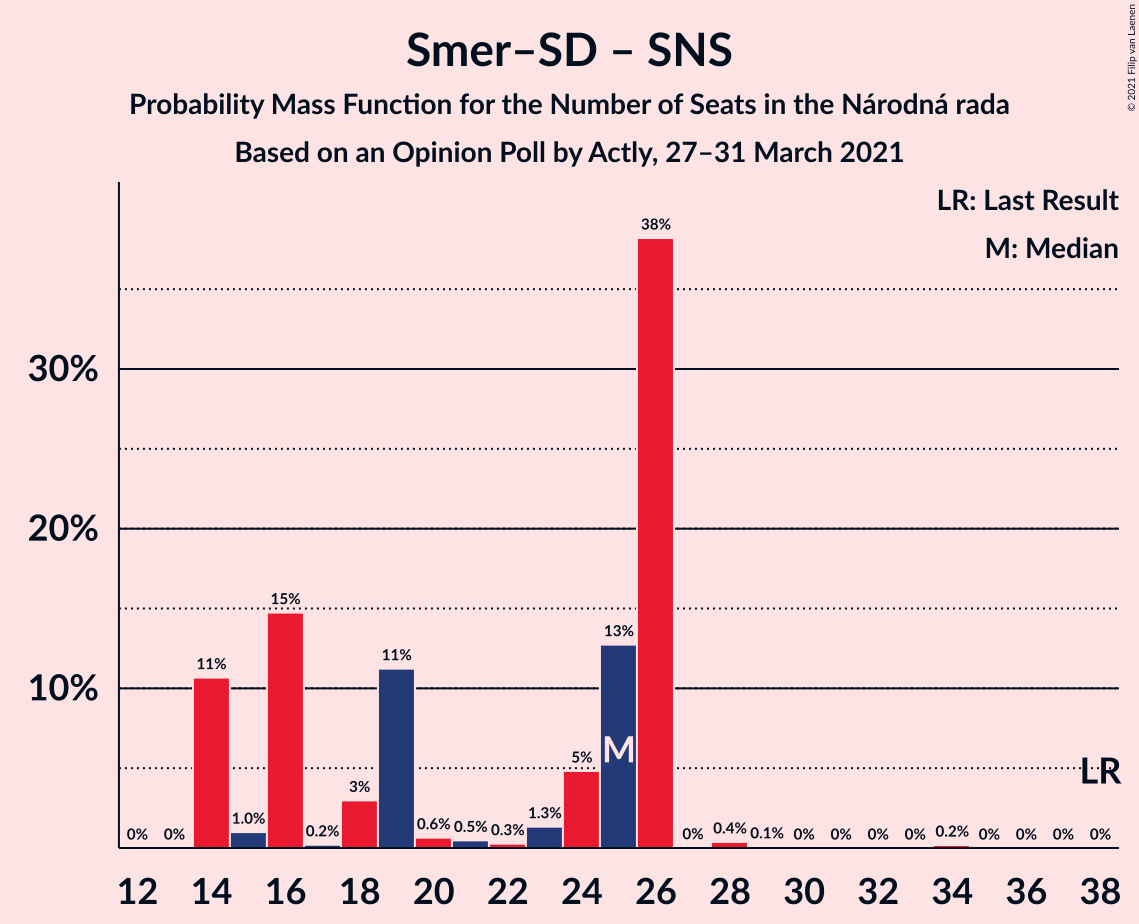 Smer–SD – SNS
Probability Mass Function for the Number of Seats in the Národná rada
Based on an Opinion Poll by Actly, 27–31 March 2021
© 2021 Filip van Laenen
LR: Last Result
M: Median
38%
30%
20%
15%
13%
11%
11%
10%
M
5%
LR
3%
1.0%
1.3%
0% 0% 0.2% 0.6% 0.5% 0.3% 0% 0.4% 0.1% 0% 0% 0% 0% 0.2% 0% 0% 0% 0%
12 14 16 18 20 22 24 26 28 30 32 34 36 38